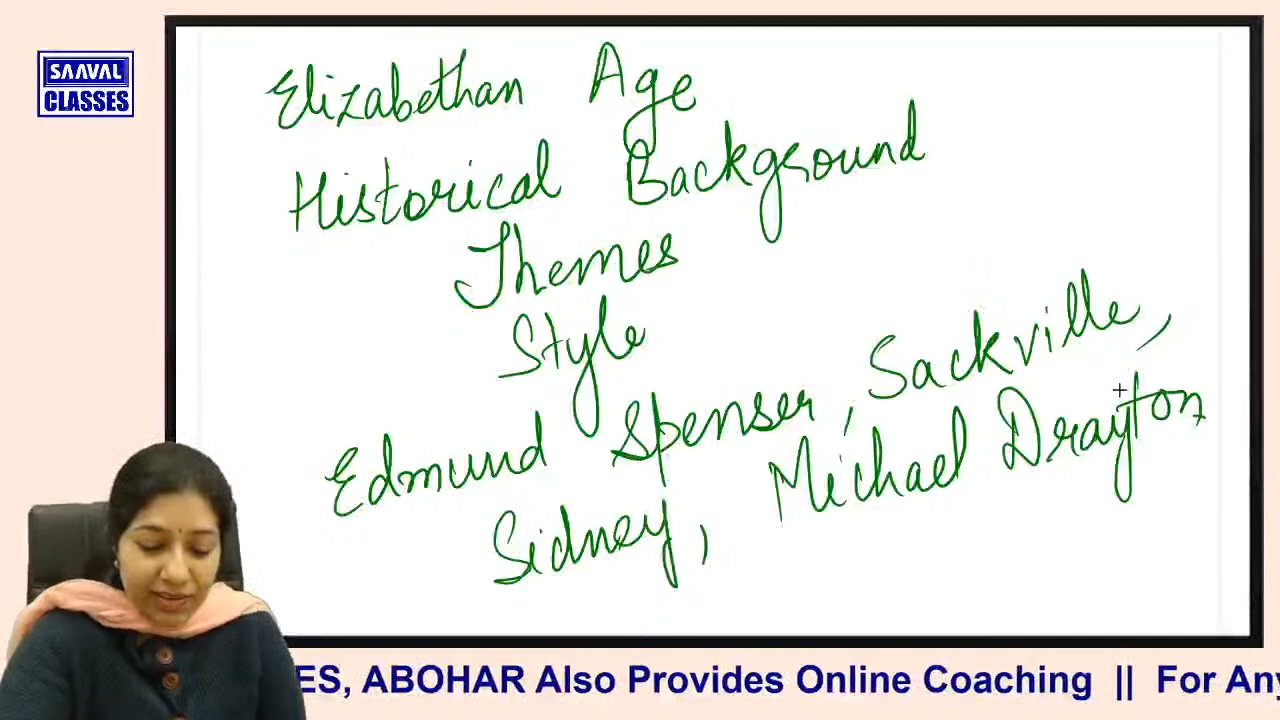 SAAVAL
CLASSES
Elizabethan Age
Historical Background
Themes
Style
Edmund Spenser, Sackville,
Sidney, Michael Drayton
ES, ABOHAR Also Provides Online Coaching || For Any